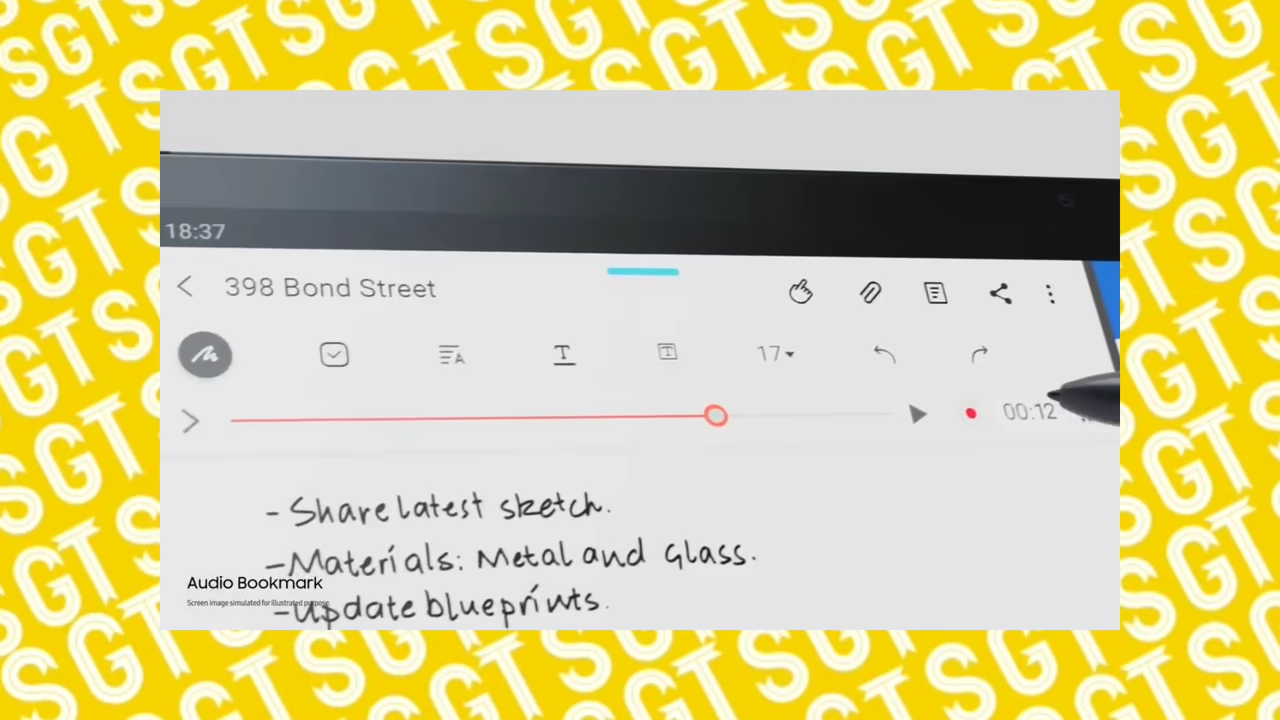 18:37
398 Bond Street
17
00:12
- Share latest sketch.
- Materials: Metal and Glass.
- Update blueprints.
Audio Bookmark
Screen image simulated for illustrated purpose.
SGT